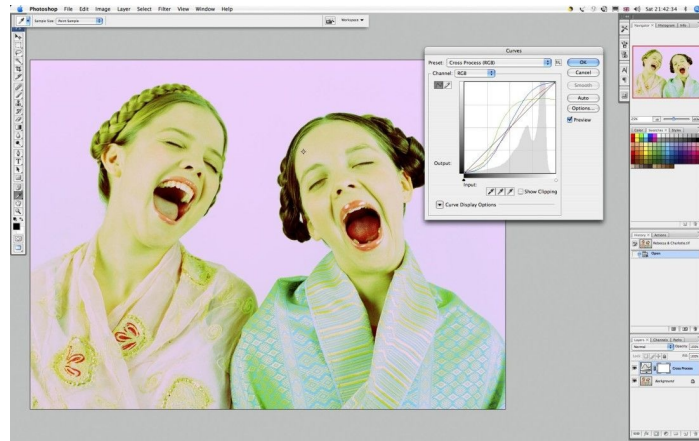 Photoshop File Edit Image Layer Select Filter View Window Help
Sat 21:42:34
Sample Size: Point Sample
Workspace
Curves
Preset: Cross Process (RGB)
OK
Channel: RGB
Cancel
Smooth
Auto
Options...
Preview
Output:
Input:
Show Clipping
Curve Display Options
Navigator Histogram Info
Color Swatches Styles
History Actions
Open
Layers Channels Paths
Normal Opacity:
Lock:
Cross Process
Background